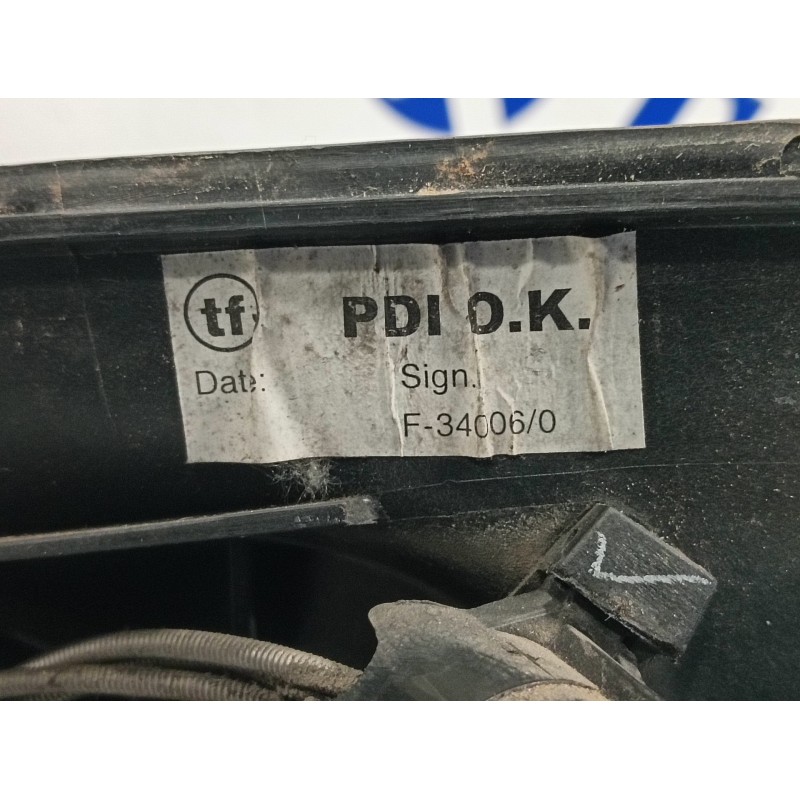 tf PDI O.K.
Date: Sign.
F-34006/0